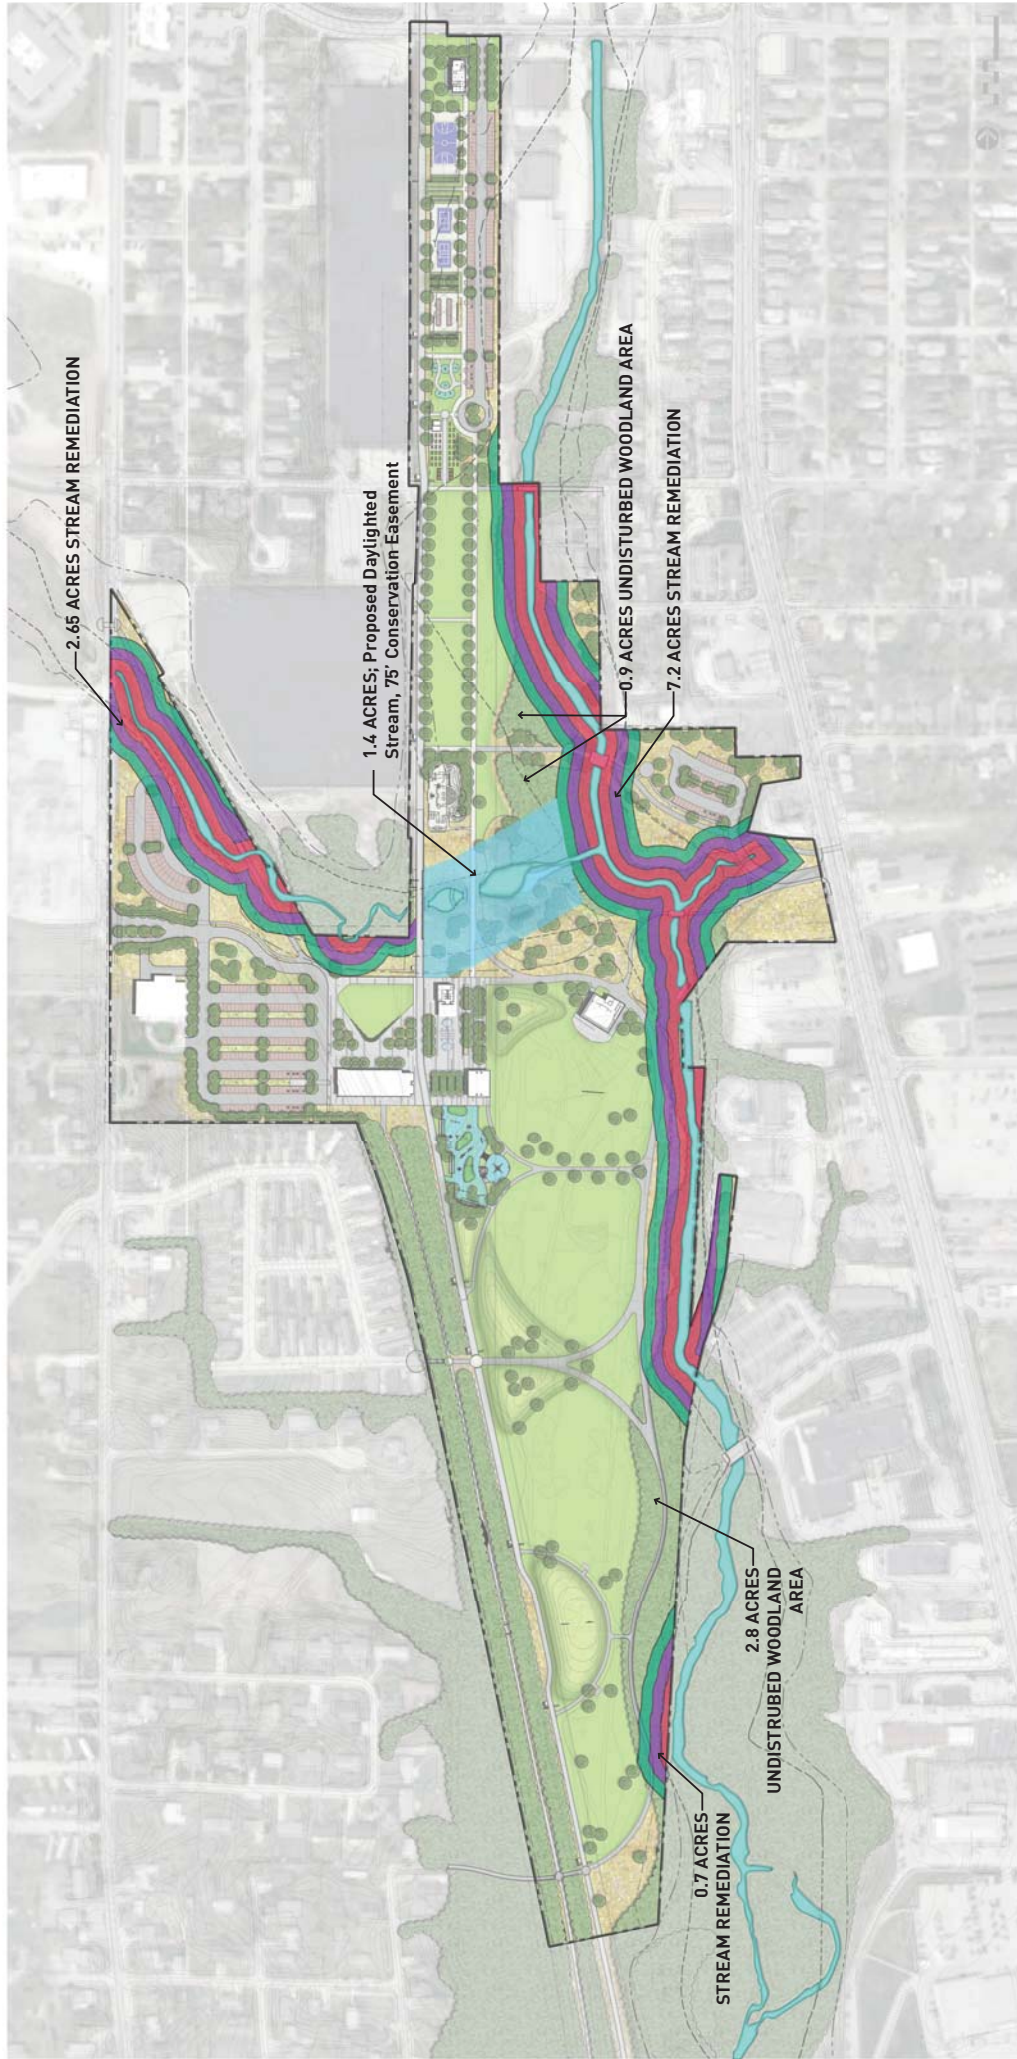 2.65 ACRES STREAM REMEDIATION
1.4 ACRES; Proposed Daylighted
Stream, 75' Conservation Easement
0.9 ACRES UNDISTURBED WOODLAND AREA
7.2 ACRES STREAM REMEDIATION
2.8 ACRES
UNDISTRUBED WOODLAND
AREA
0.7 ACRES
STREAM REMEDIATION